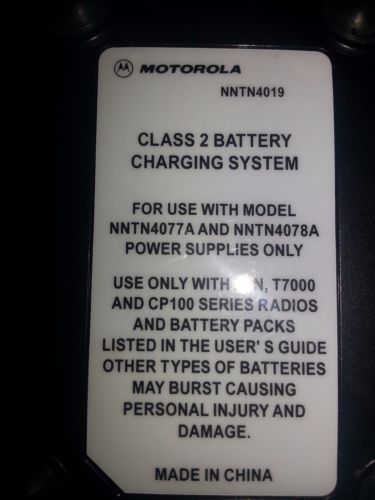 MOTOROLA
NNTN4019
CLASS 2 BATTERY
CHARGING SYSTEM
FOR USE WITH MODEL
NNTN4077A AND NNTN4078A
POWER SUPPLIES ONLY
USE ONLY WITH T7000
AND CP100 SERIES RADIOS
AND BATTERY PACKS
LISTED IN THE USER' S GUIDE
OTHER TYPES OF BATTERIES
MAY BURST CAUSING
PERSONAL INJURY AND
DAMAGE.
MADE IN CHINA